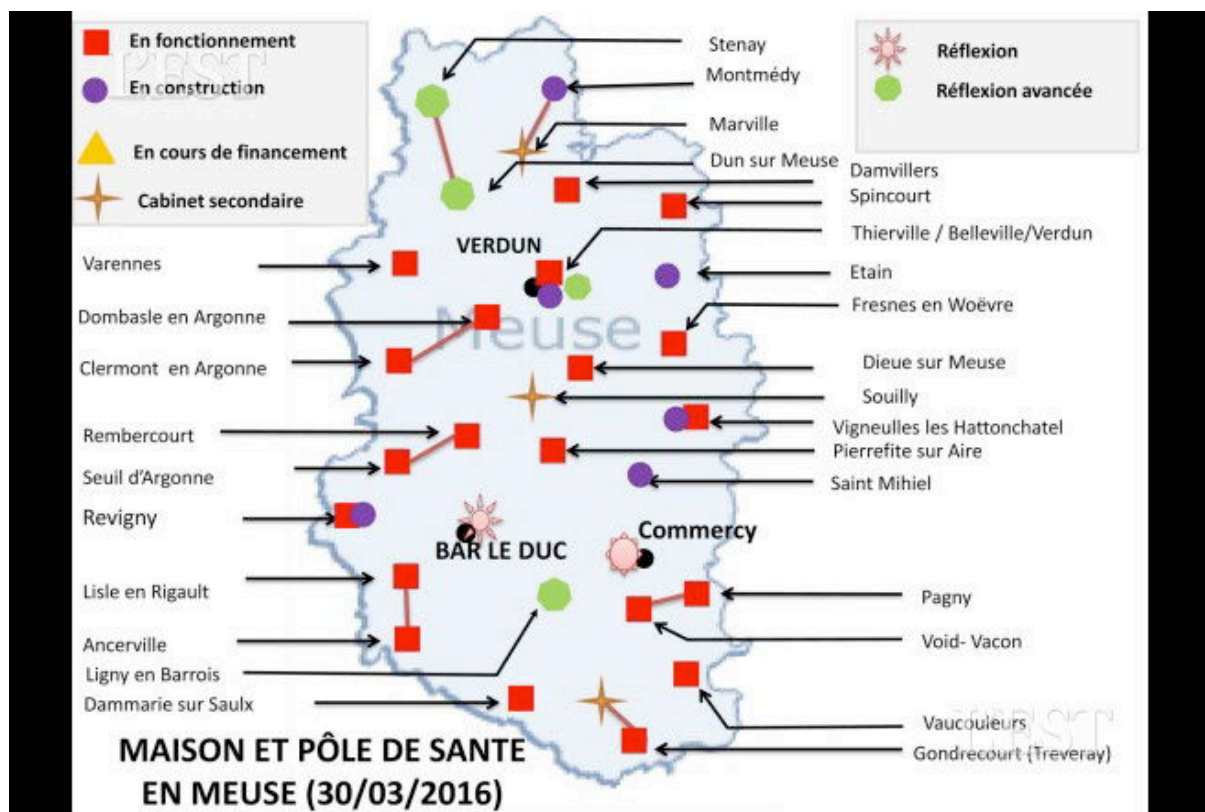 En fonctionnement
En construction
En cours de financement
Cabinet secondaire
Réflexion
Réflexion avancée
L'EST
Stenay
Montmédy
Marville
Dun sur Meuse
Damvillers
Spincourt
Thierville / Belleville/Verdun
Etain
Fresnes en Woëvre
Dieue sur Meuse
Souilly
Vigneulles les Hattonchatel
Pierrefite sur Aire
Saint Mihiel
Pagny
Void- Vacon
Vaucouleurs
Gondrecourt (Treveray)
Varennes
Dombasle en Argonne
Clermont en Argonne
Rembercourt
Seuil d'Argonne
Revigny
Lisle en Rigault
Ancerville
Ligny en Barrois
Dammarie sur Saulx
VERDUN
Meuse
BAR LE DUC
Commercy
MAISON ET PÔLE DE SANTE
EN MEUSE (30/03/2016)
L'EST